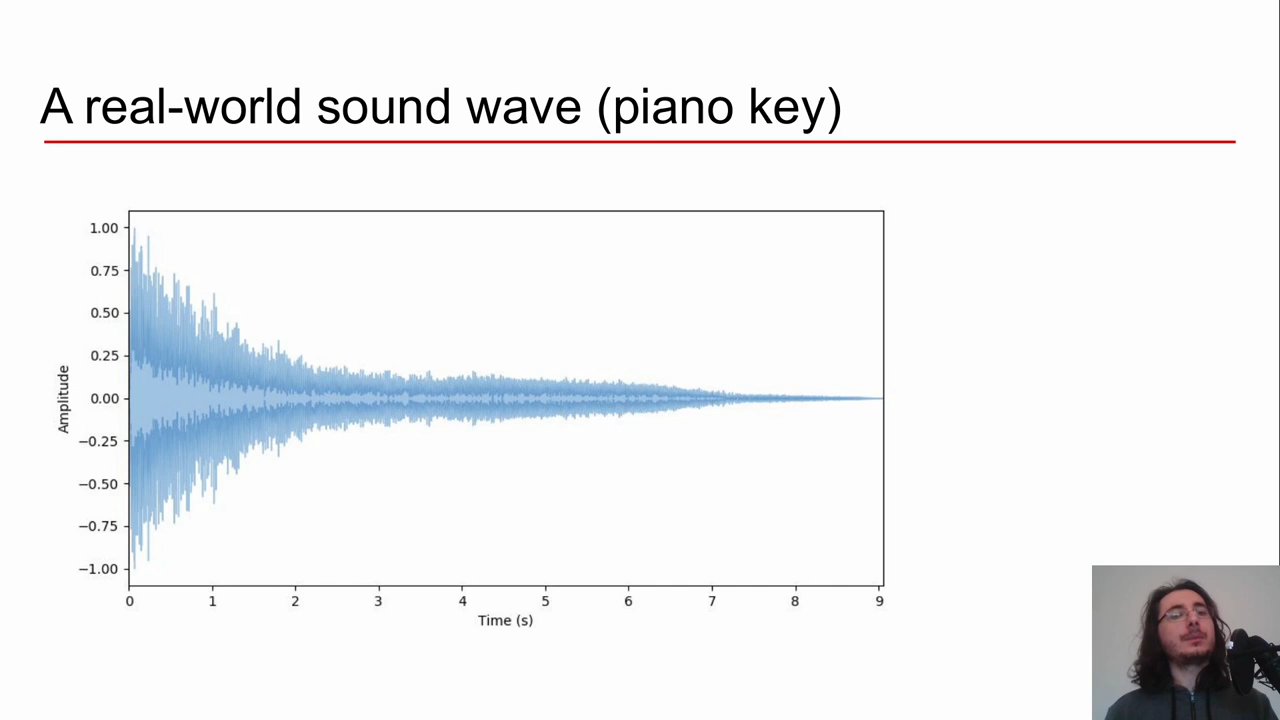 A real-world sound wave (piano key)
1.00
0.75
0.50
0.25
0.00
−0.25
−0.50
−0.75
−1.00
Amplitude
0 1 2 3 4 5 6 7 8 9
Time (s)